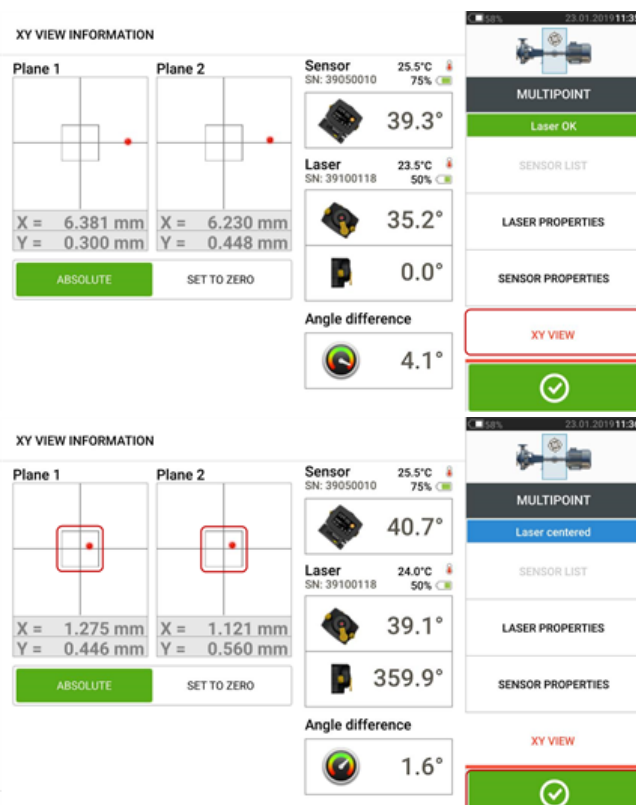 58% 23.01.2019 11:35
XY VIEW INFORMATION
Plane 1 Plane 2
X = 6.381 mm X = 6.230 mm
Y = 0.300 mm Y = 0.448 mm
ABSOLUTE SET TO ZERO
Sensor 25.5°C
SN: 39050010 75%
39.3°
Laser 23.5°C
SN: 39100118 50%
35.2°
0.0°
Angle difference
4.1°
MULTIPOINT
Laser OK
SENSOR LIST
LASER PROPERTIES
SENSOR PROPERTIES
XY VIEW
58% 23.01.2019 11:36
XY VIEW INFORMATION
Plane 1 Plane 2
X = 1.275 mm X = 1.121 mm
Y = 0.446 mm Y = 0.560 mm
ABSOLUTE SET TO ZERO
Sensor 25.5°C
SN: 39050010 75%
40.7°
Laser 24.0°C
SN: 39100118 50%
39.1°
359.9°
Angle difference
1.6°
MULTIPOINT
Laser centered
SENSOR LIST
LASER PROPERTIES
SENSOR PROPERTIES
XY VIEW